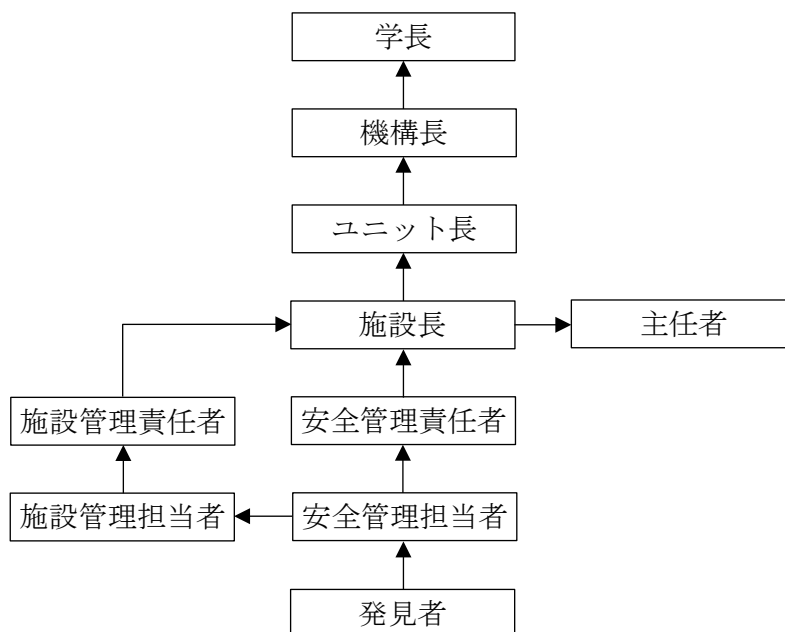 学長
機構長
ユニット長
施設長
主任者
施設管理責任者
安全管理責任者
施設管理担当者
安全管理担当者
発見者